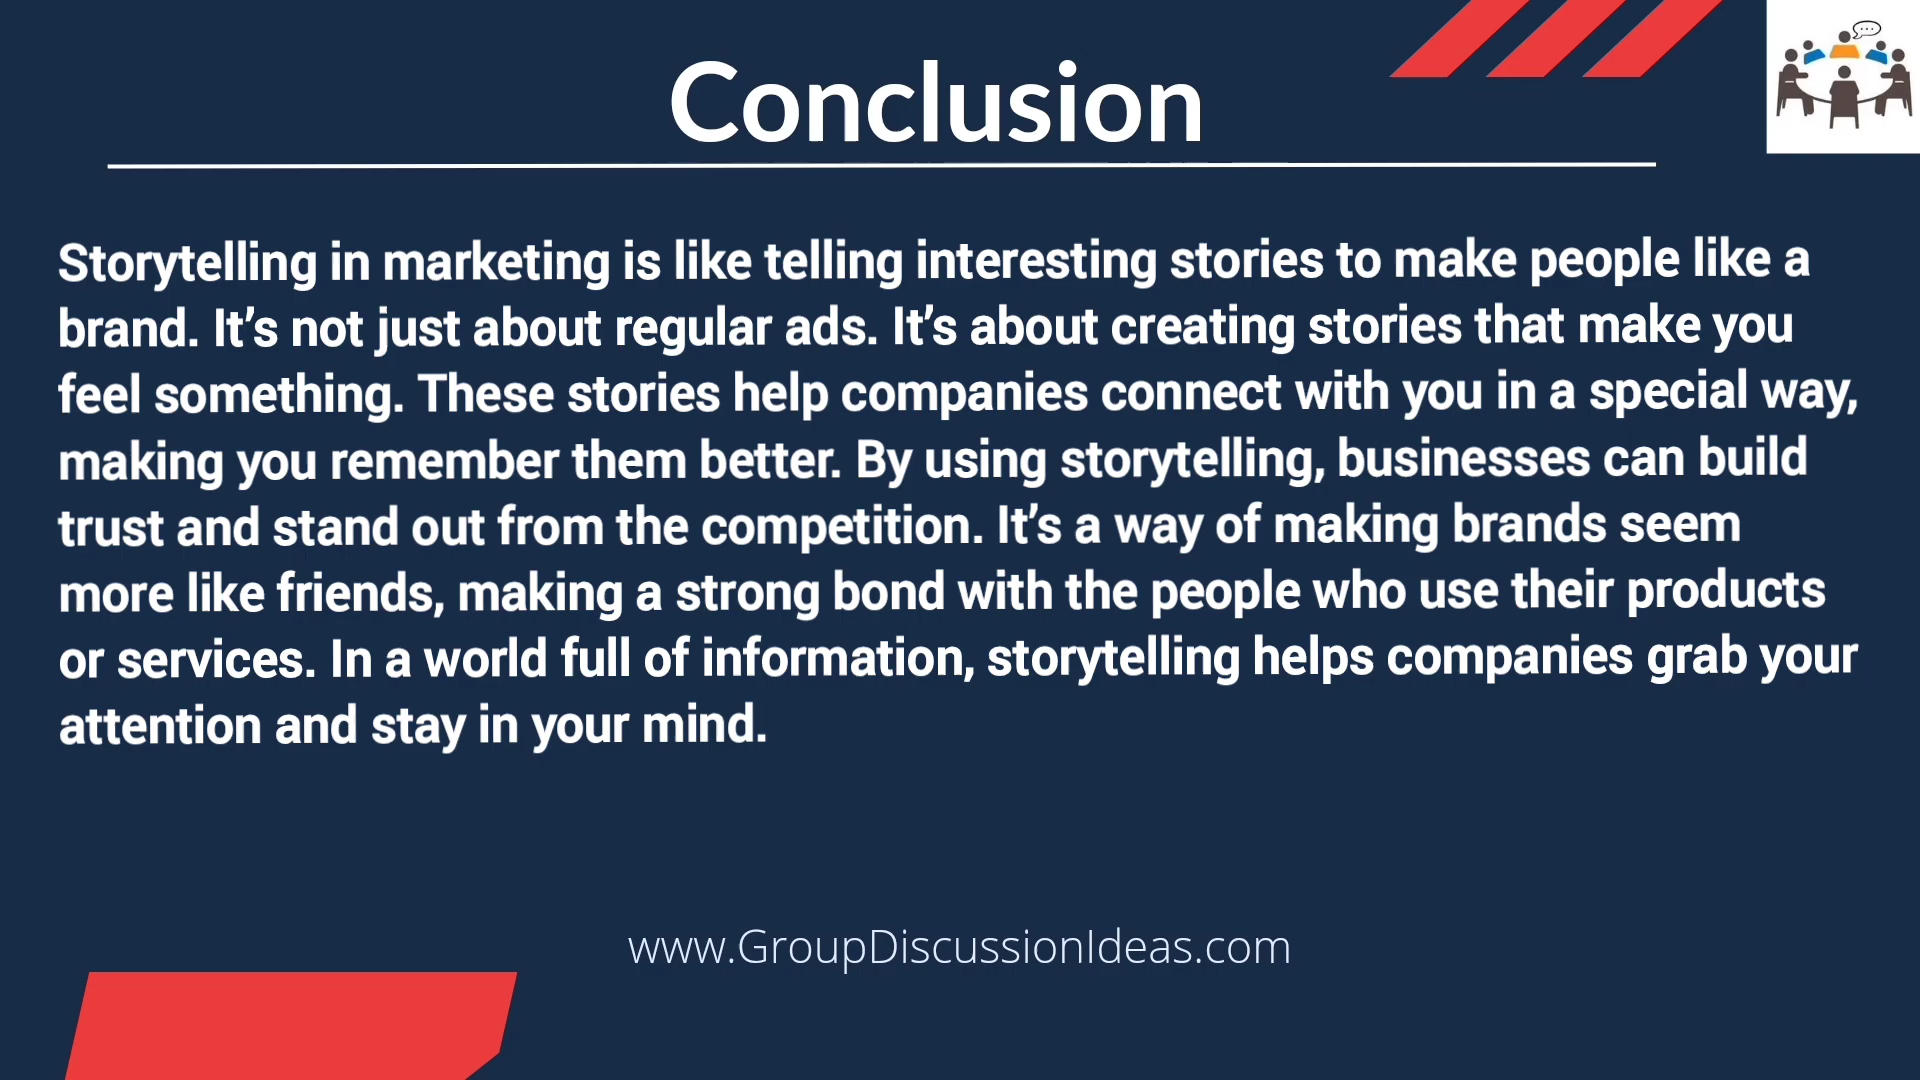 Conclusion
Storytelling in marketing is like telling interesting stories to make people like a
brand. It’s not just about regular ads. It’s about creating stories that make you
feel something. These stories help companies connect with you in a special way,
making you remember them better. By using storytelling, businesses can build
trust and stand out from the competition. It’s a way of making brands seem
more like friends, making a strong bond with the people who use their products
or services. In a world full of information, storytelling helps companies grab your
attention and stay in your mind.
www.GroupDiscussionIdeas.com